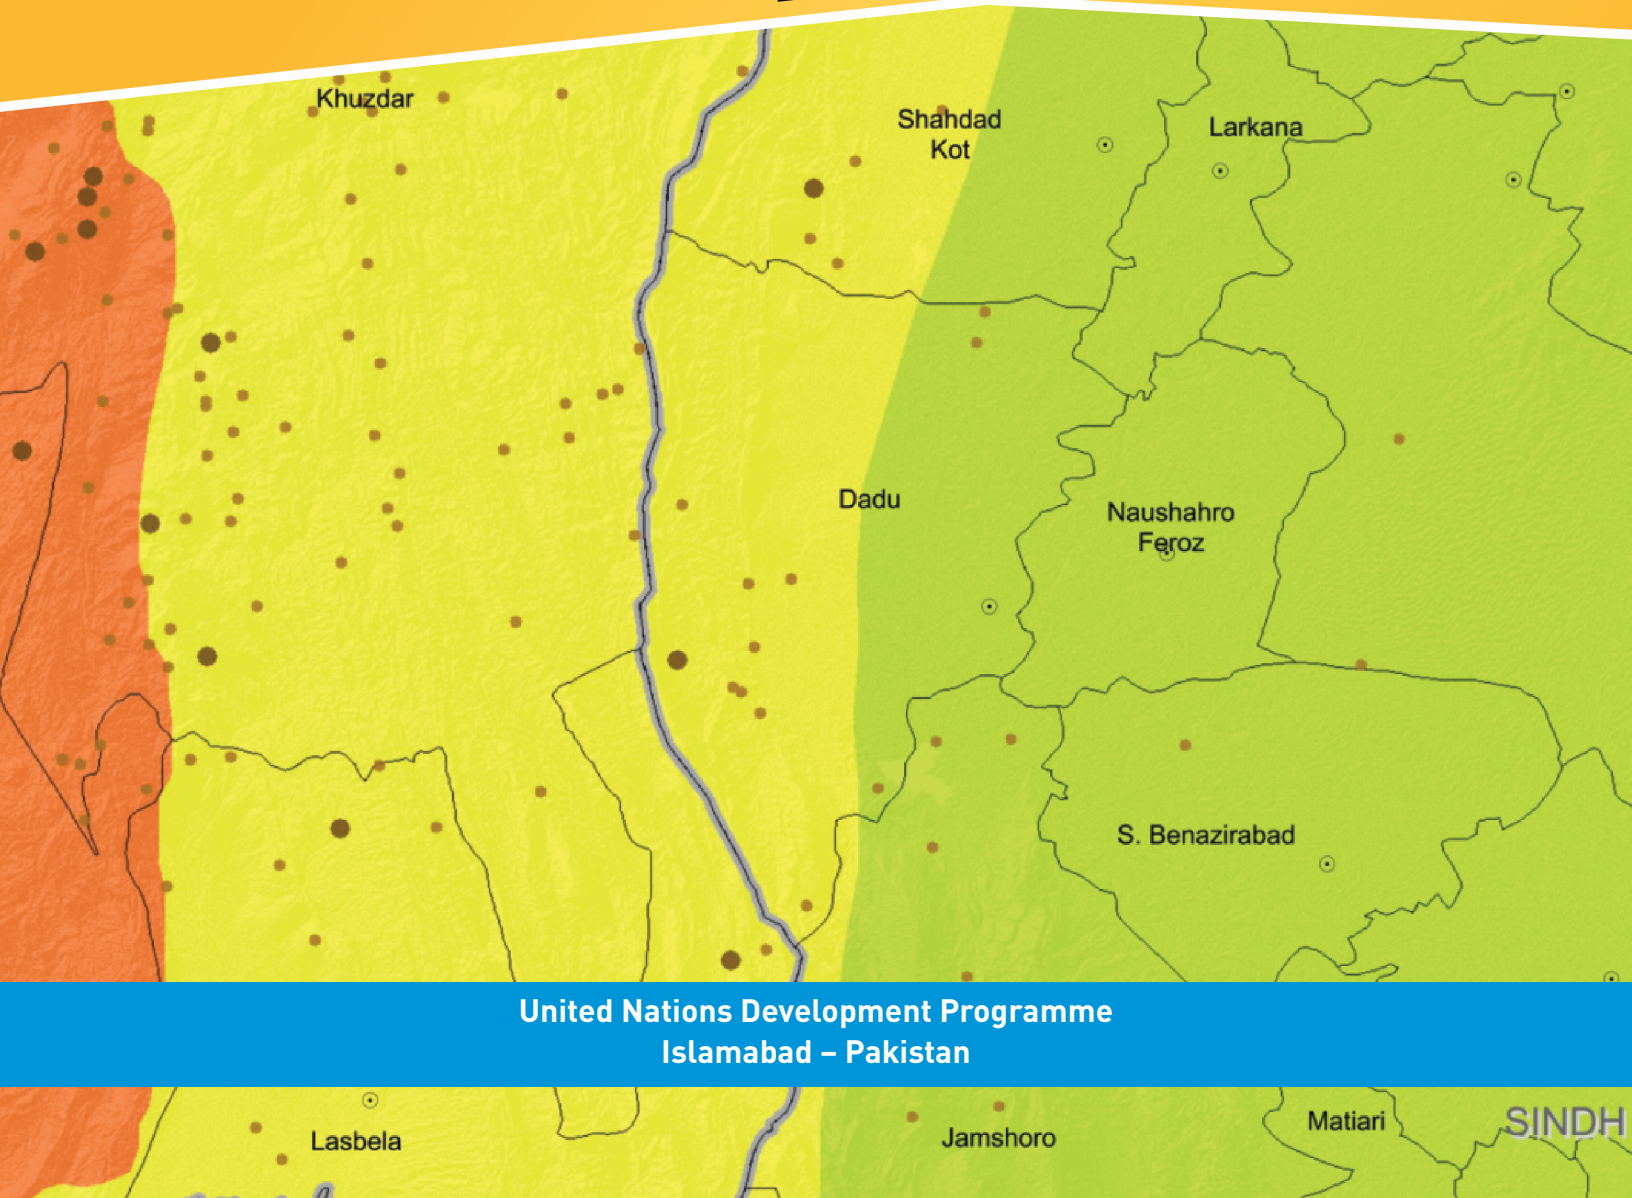 Khuzdar
Shahdad
Kot
Larkana
Dadu
Naushahro
Feroz
S. Benazirabad
United Nations Development Programme
Islamabad – Pakistan
Lasbela
Jamshoro
Matiari
SINDH